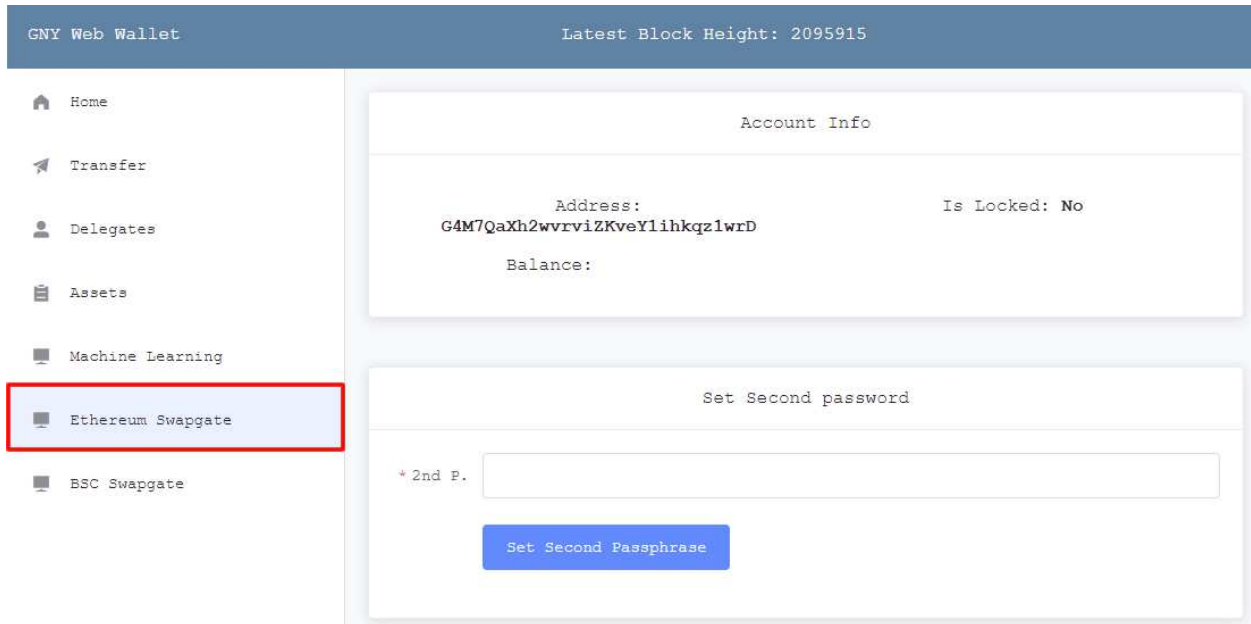 GNY Web Wallet
Latest Block Height: 2095915
Home
Transfer
Delegates
Assets
Machine Learning
Ethereum Swapgate
BSC Swapgate
Account Info
Address:
G4M7QaXh2wvrviZKveY1ihkqz1wrD
Is Locked: No
Balance:
Set Second password
* 2nd P.
Set Second Passphrase